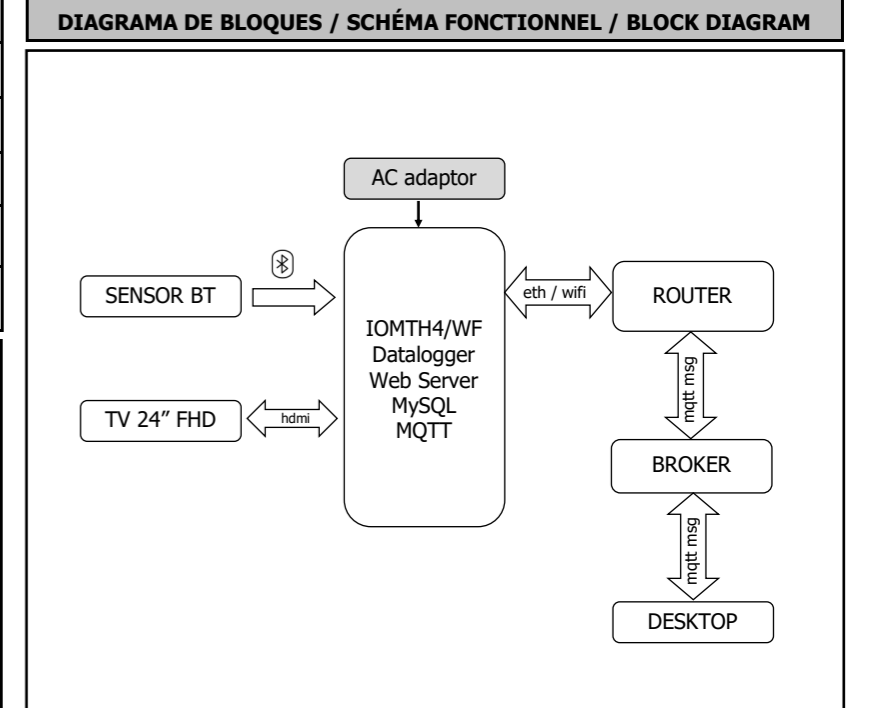 DIAGRAMA DE BLOQUES / SCHÉMA FONCTIONNEL / BLOCK DIAGRAM
AC adaptor
SENSOR BT
IOMTH4/WF
Datalogger
Web Server
MySQL
MQTT
eth / wifi
ROUTER
TV 24” FHD
hdmi
mqtt msg
BROKER
mqtt msg
DESKTOP